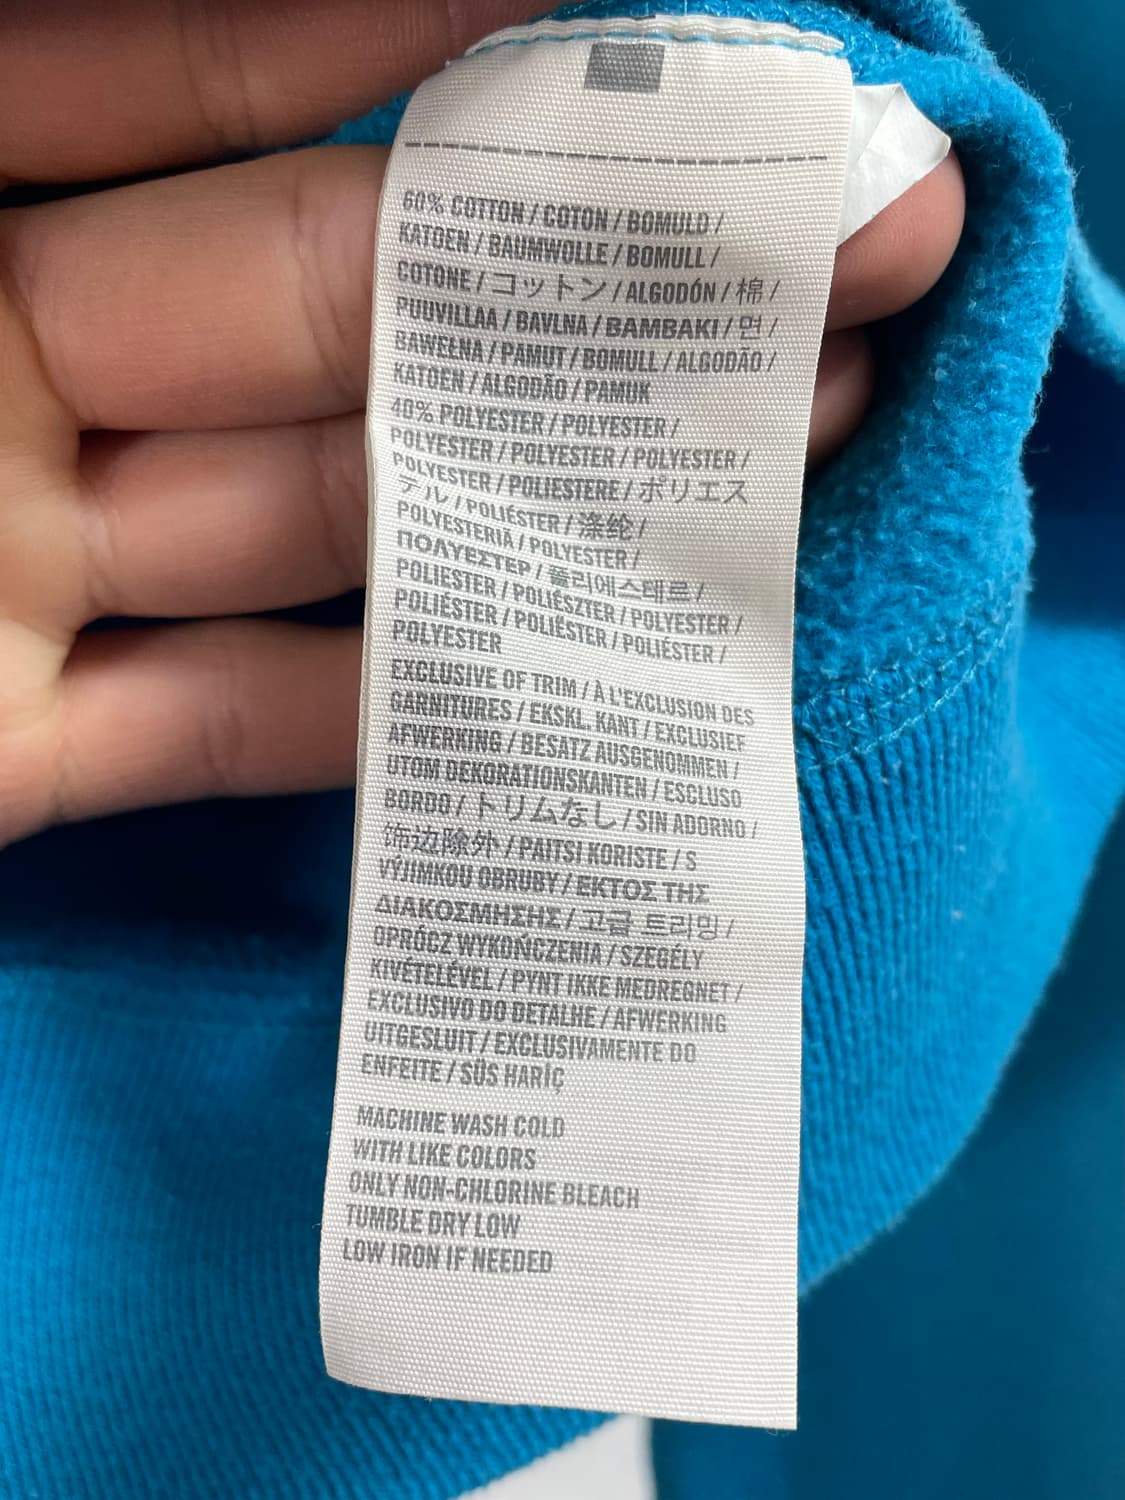 60% COTTON / COTON / BOMULD /
KATOEN / BAUMWOLLE / BOMULL /
COTONE / コットン / ALGODÓN / 棉 /
PUUVILLAA / BAVLNA / BAMBAKI / 면 /
BAWEŁNA / PAMUT / BOMULL / ALGODÃO /
KATOEN / ALGODÃO / PAMUK
40% POLYESTER / POLYESTER /
POLYESTER / POLYESTER / POLYESTER /
POLYESTER / POLIESTERE / ポリエス
テル / POLIÉSTER / 涤纶 /
POLYESTERIA / POLYESTER /
ΠΟΛΥΕΣΤΕΡ / 폴리에스테르 /
POLIESTER / POLIÉSZTER / POLYESTER /
POLIÉSTER / POLIËSTER / POLIÉSTER /
POLYESTER
EXCLUSIVE OF TRIM / À L'EXCLUSION DES
GARNITURES / EKSKL. KANT / EXCLUSIEF
AFWERKING / BESATZ AUSGENOMMEN /
UTOM DEKORATIONSKANTEN / ESCLUSO
BORDO / トリムなし / SIN ADORNO /
饰边除外 / PAITSI KORISTE / S
VÝJIMKOU OBRUBY / ΕΚΤΟΣ ΤΗΣ
ΔΙΑΚΟΣΜΗΣΗΣ / 고급 트리밍 /
OPRÓCZ WYKOŃCZENIA / SZEGÉLY
KIVÉTELÉVEL / PYNT IKKE MEDREGNET /
EXCLUSIVO DO DETALHE / AFWERKING
UITGESLUIT / EXCLUSIVAMENTE DO
ENFEITE / SÜS HARİÇ
MACHINE WASH COLD
WITH LIKE COLORS
ONLY NON-CHLORINE BLEACH
TUMBLE DRY LOW
LOW IRON IF NEEDED